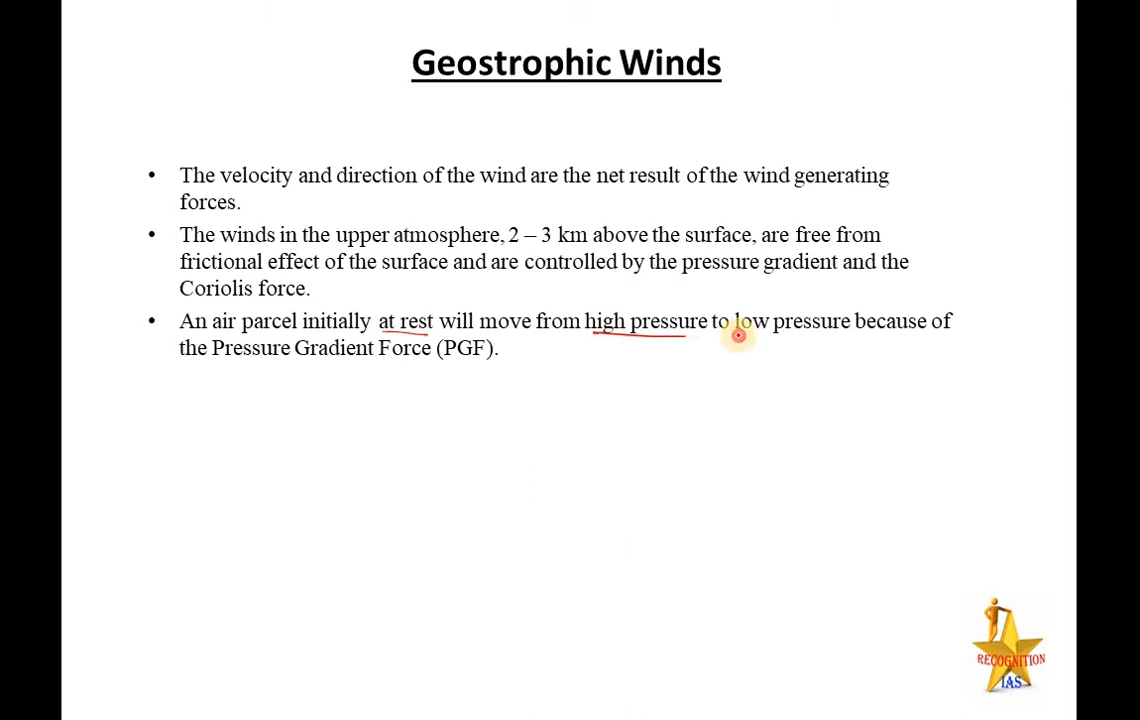 Geostrophic Winds
• The velocity and direction of the wind are the net result of the wind generating
forces.
• The winds in the upper atmosphere, 2 – 3 km above the surface, are free from
frictional effect of the surface and are controlled by the pressure gradient and the
Coriolis force.
• An air parcel initially at rest will move from high pressure to low pressure because of
the Pressure Gradient Force (PGF).
RECOGNITION
IAS